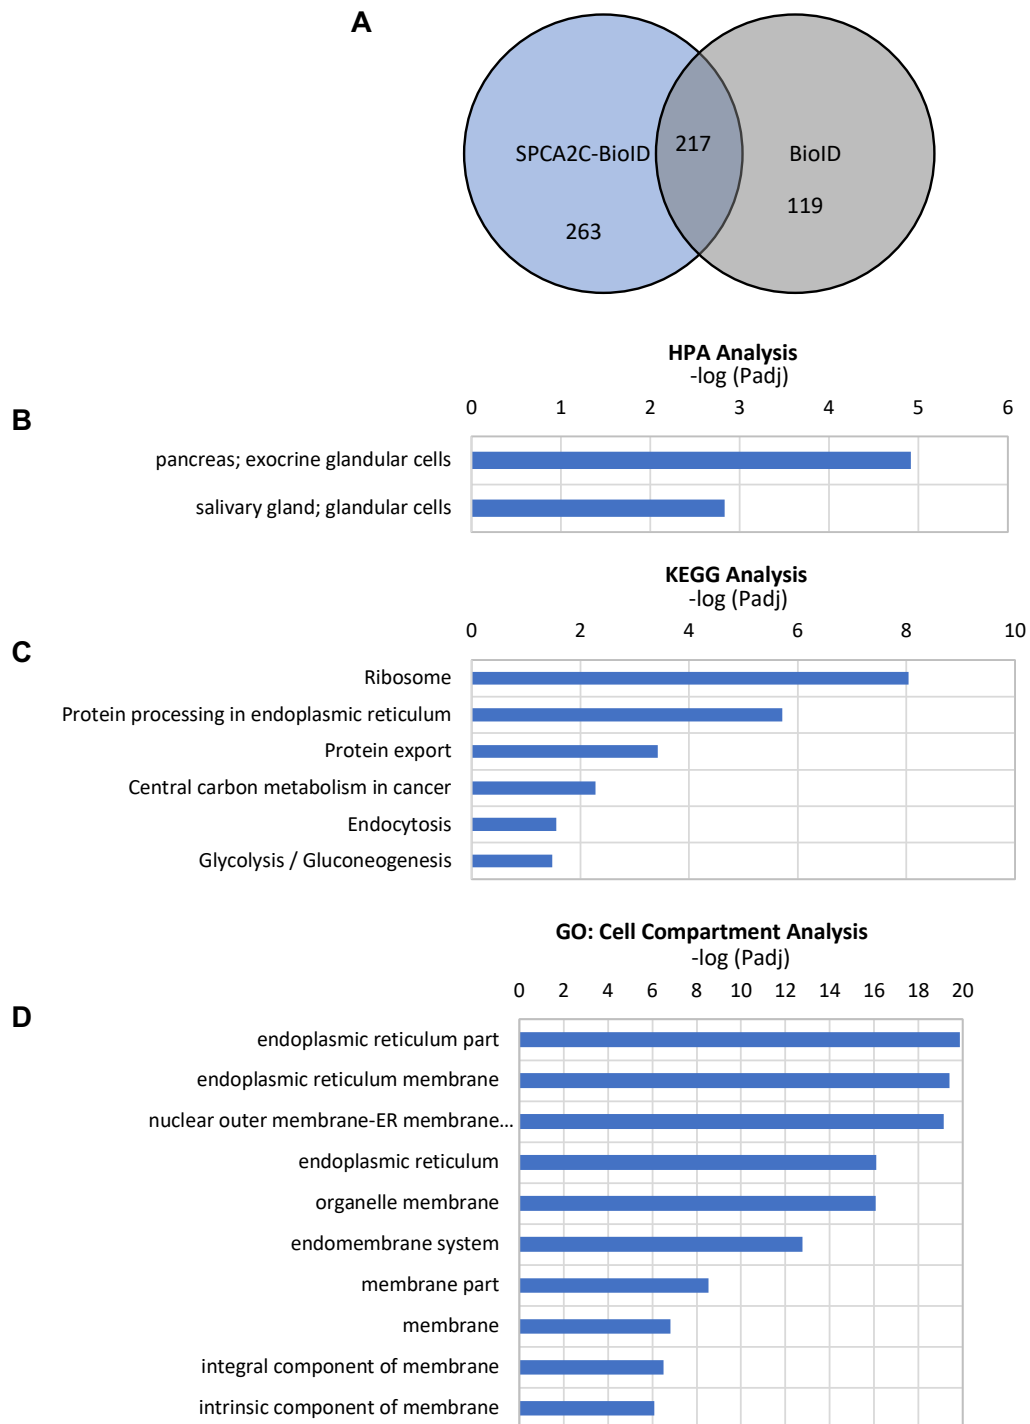 A
SPCA2C-BioID
217
BioID
263
119
HPA Analysis
-log (Padj)
0 1 2 3 4 5 6
B
pancreas; exocrine glandular cells
salivary gland; glandular cells
KEGG Analysis
-log (Padj)
0 2 4 6 8 10
C
Ribosome
Protein processing in endoplasmic reticulum
Protein export
Central carbon metabolism in cancer
Endocytosis
Glycolysis / Gluconeogenesis
GO: Cell Compartment Analysis
-log (Padj)
0 2 4 6 8 10 12 14 16 18 20
D
endoplasmic reticulum part
endoplasmic reticulum membrane
nuclear outer membrane-ER membrane...
endoplasmic reticulum
organelle membrane
endomembrane system
membrane part
membrane
integral component of membrane
intrinsic component of membrane